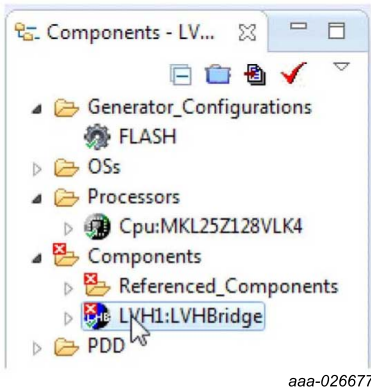 Components - LV...
Generator_Configurations
FLASH
OSs
Processors
Cpu:MKL25Z128VLK4
Components
Referenced_Components
LVH1:LVHBridge
PDD
aaa-026677